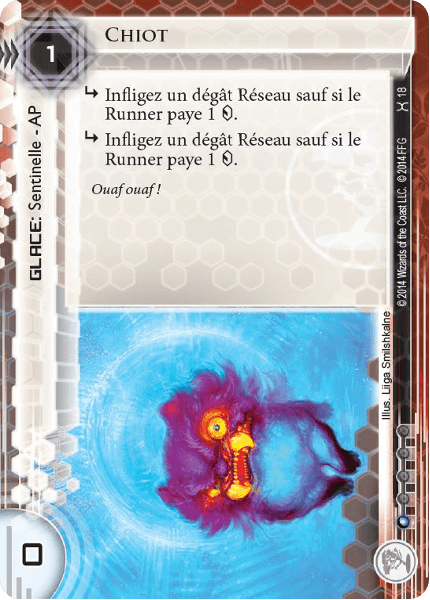 Chiot
1
↳ Infligez un dégât Réseau sauf si le
Runner paye 1.
↳ Infligez un dégât Réseau sauf si le
Runner paye 1.
Ouaf ouaf !
GLACE: Sentinelle - AP
18
© 2014 Wizards of the Coast LLC. © 2014 FFG
Illus. Liiga Smilshkalne
0